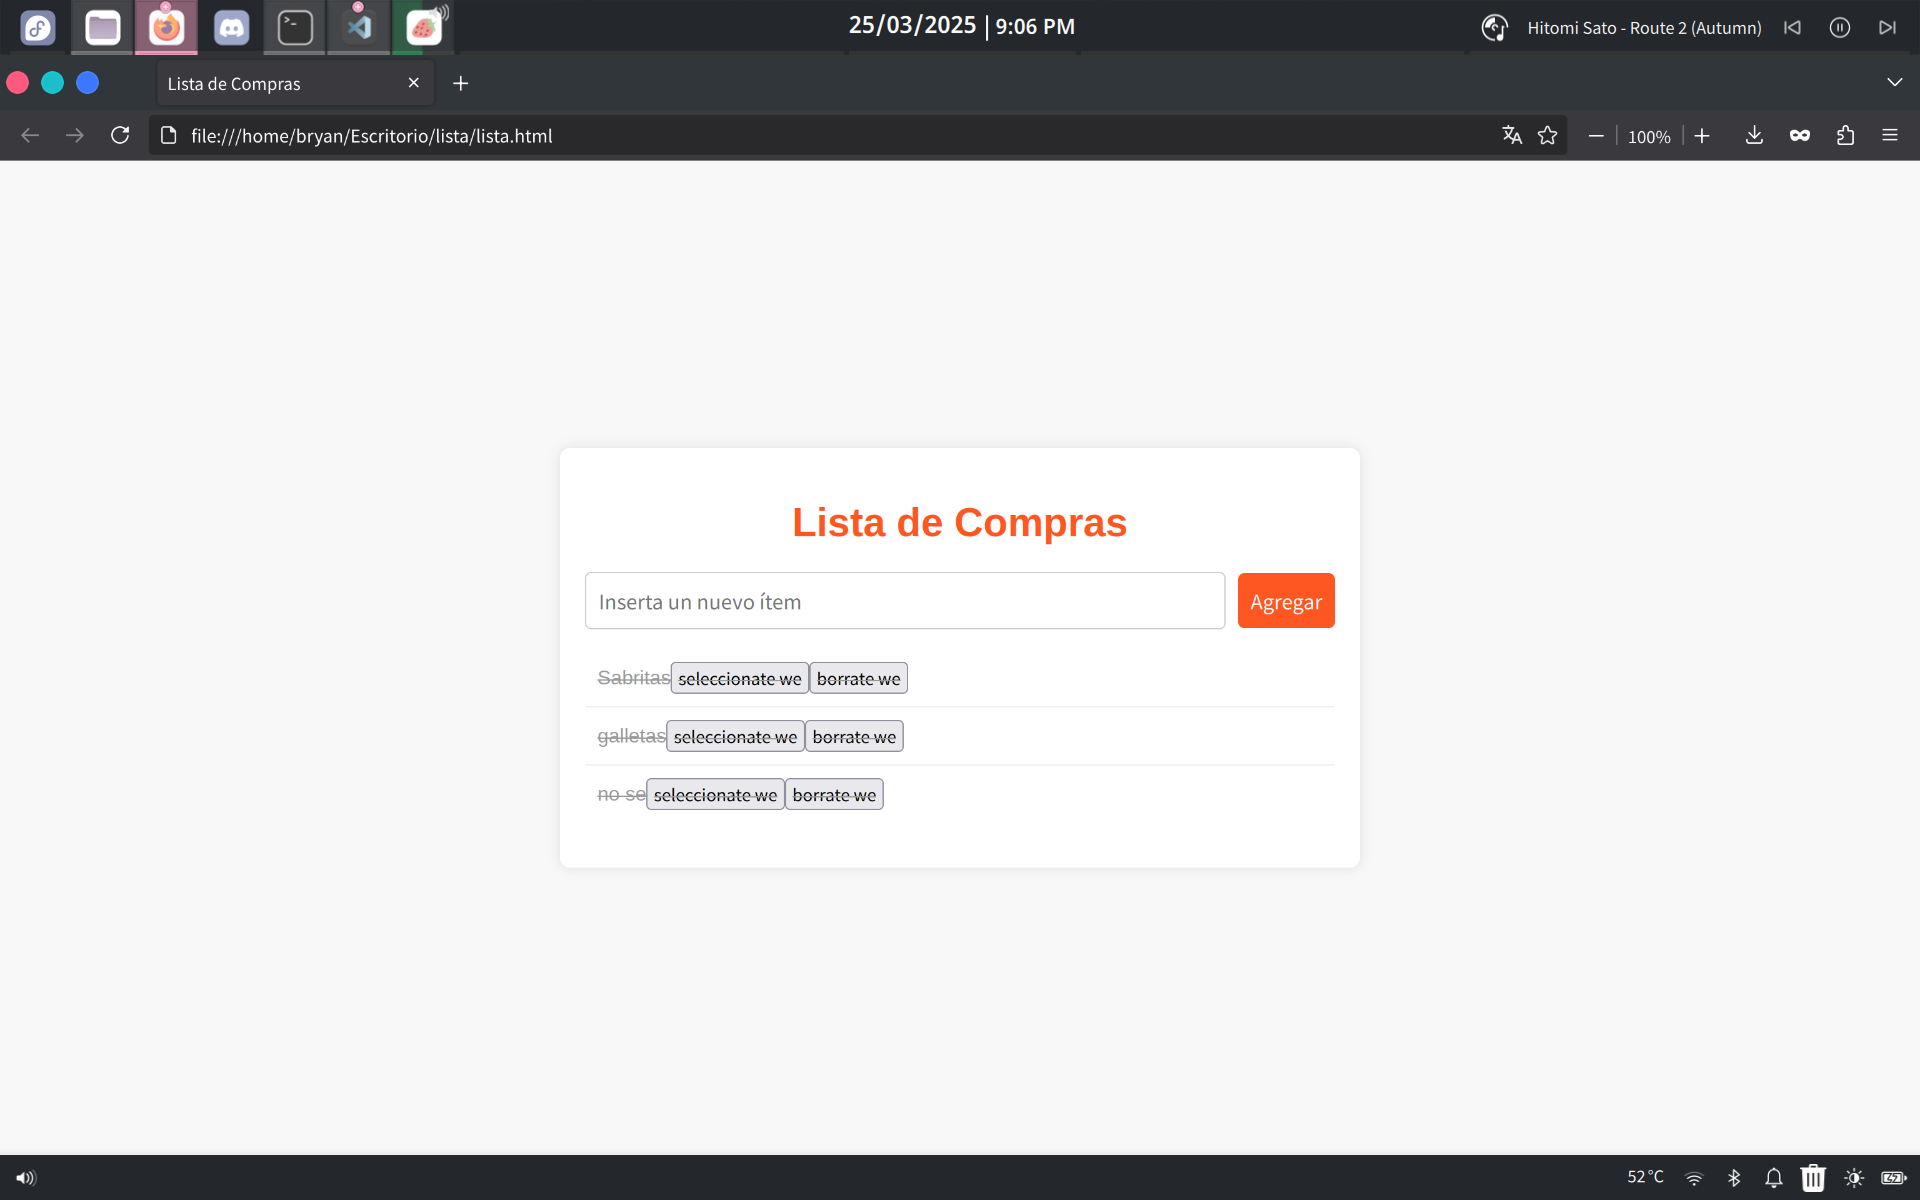 25/03/2025 | 9:06 PM
Hitomi Sato - Route 2 (Autumn)
Lista de Compras
file:///home/bryan/Escritorio/lista/lista.html
100%
Lista de Compras
Inserta un nuevo ítem
Agregar
Sabritas seleccionate we borrate we
galletas seleccionate we borrate we
no se seleccionate we borrate we
52°C